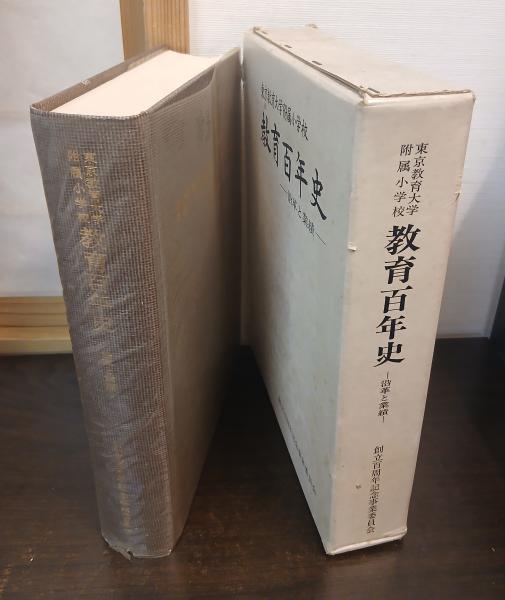 東京教育大学
附属小学校
教育百年史
東京教育大学附属小学校
教育百年史
―沿革と業績―
東京教育大学
附属小学校
教育百年史
―沿革と業績―
創立百周年記念事業委員会